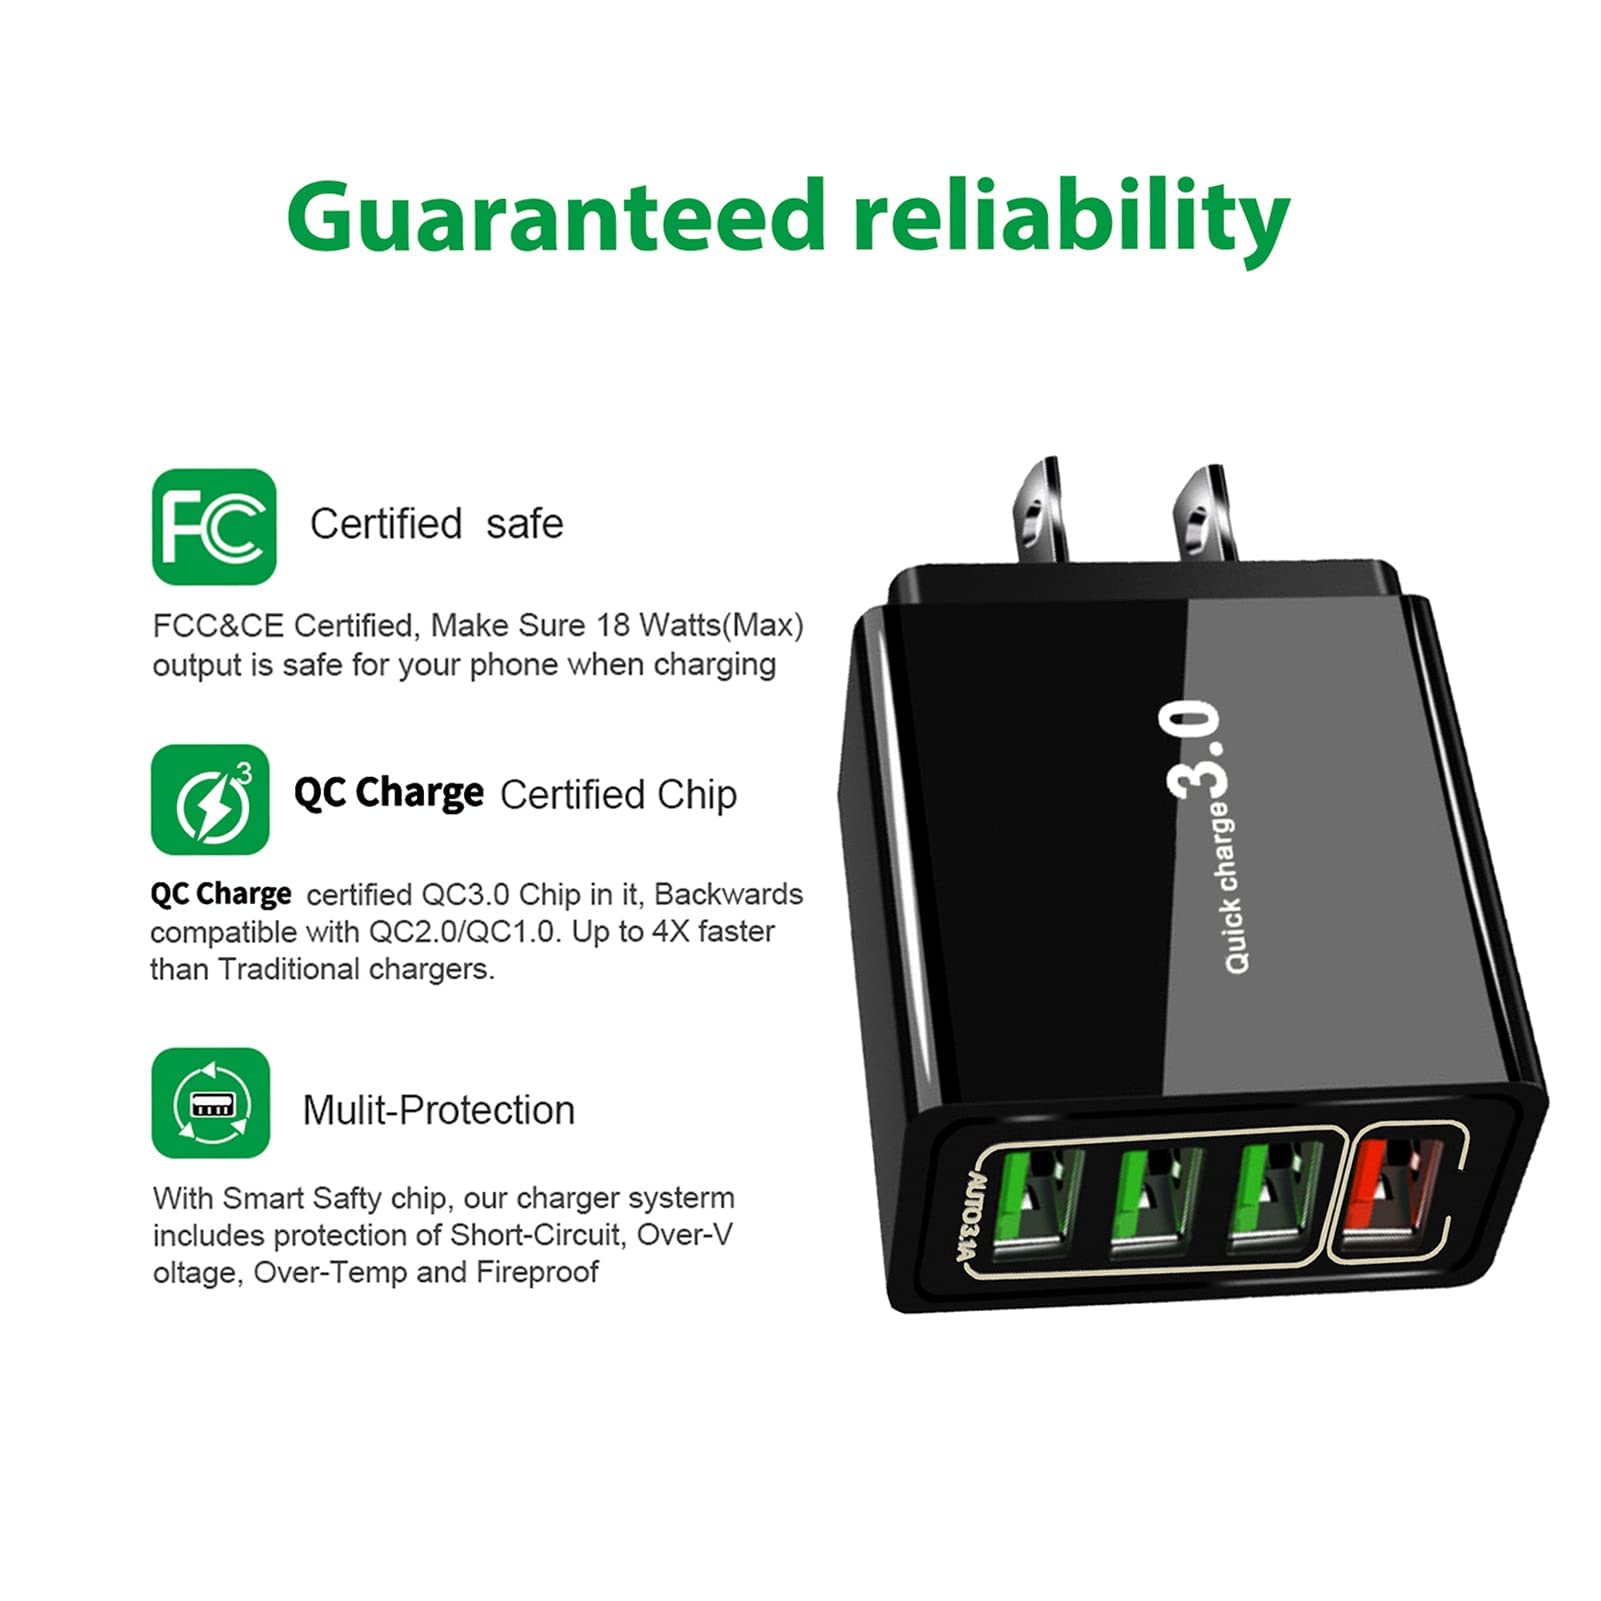 Guaranteed reliability
FC
Certified safe
FCC&CE Certified, Make Sure 18 Watts(Max)
output is safe for your phone when charging
3
QC Charge Certified Chip
QC Charge certified QC3.0 Chip in it, Backwards
compatible with QC2.0/QC1.0. Up to 4X faster
than Traditional chargers.
Mulit-Protection
With Smart Safty chip, our charger systerm
includes protection of Short-Circuit, Over-V
oltage, Over-Temp and Fireproof
Quick charge 3.0
AUTO3.1A